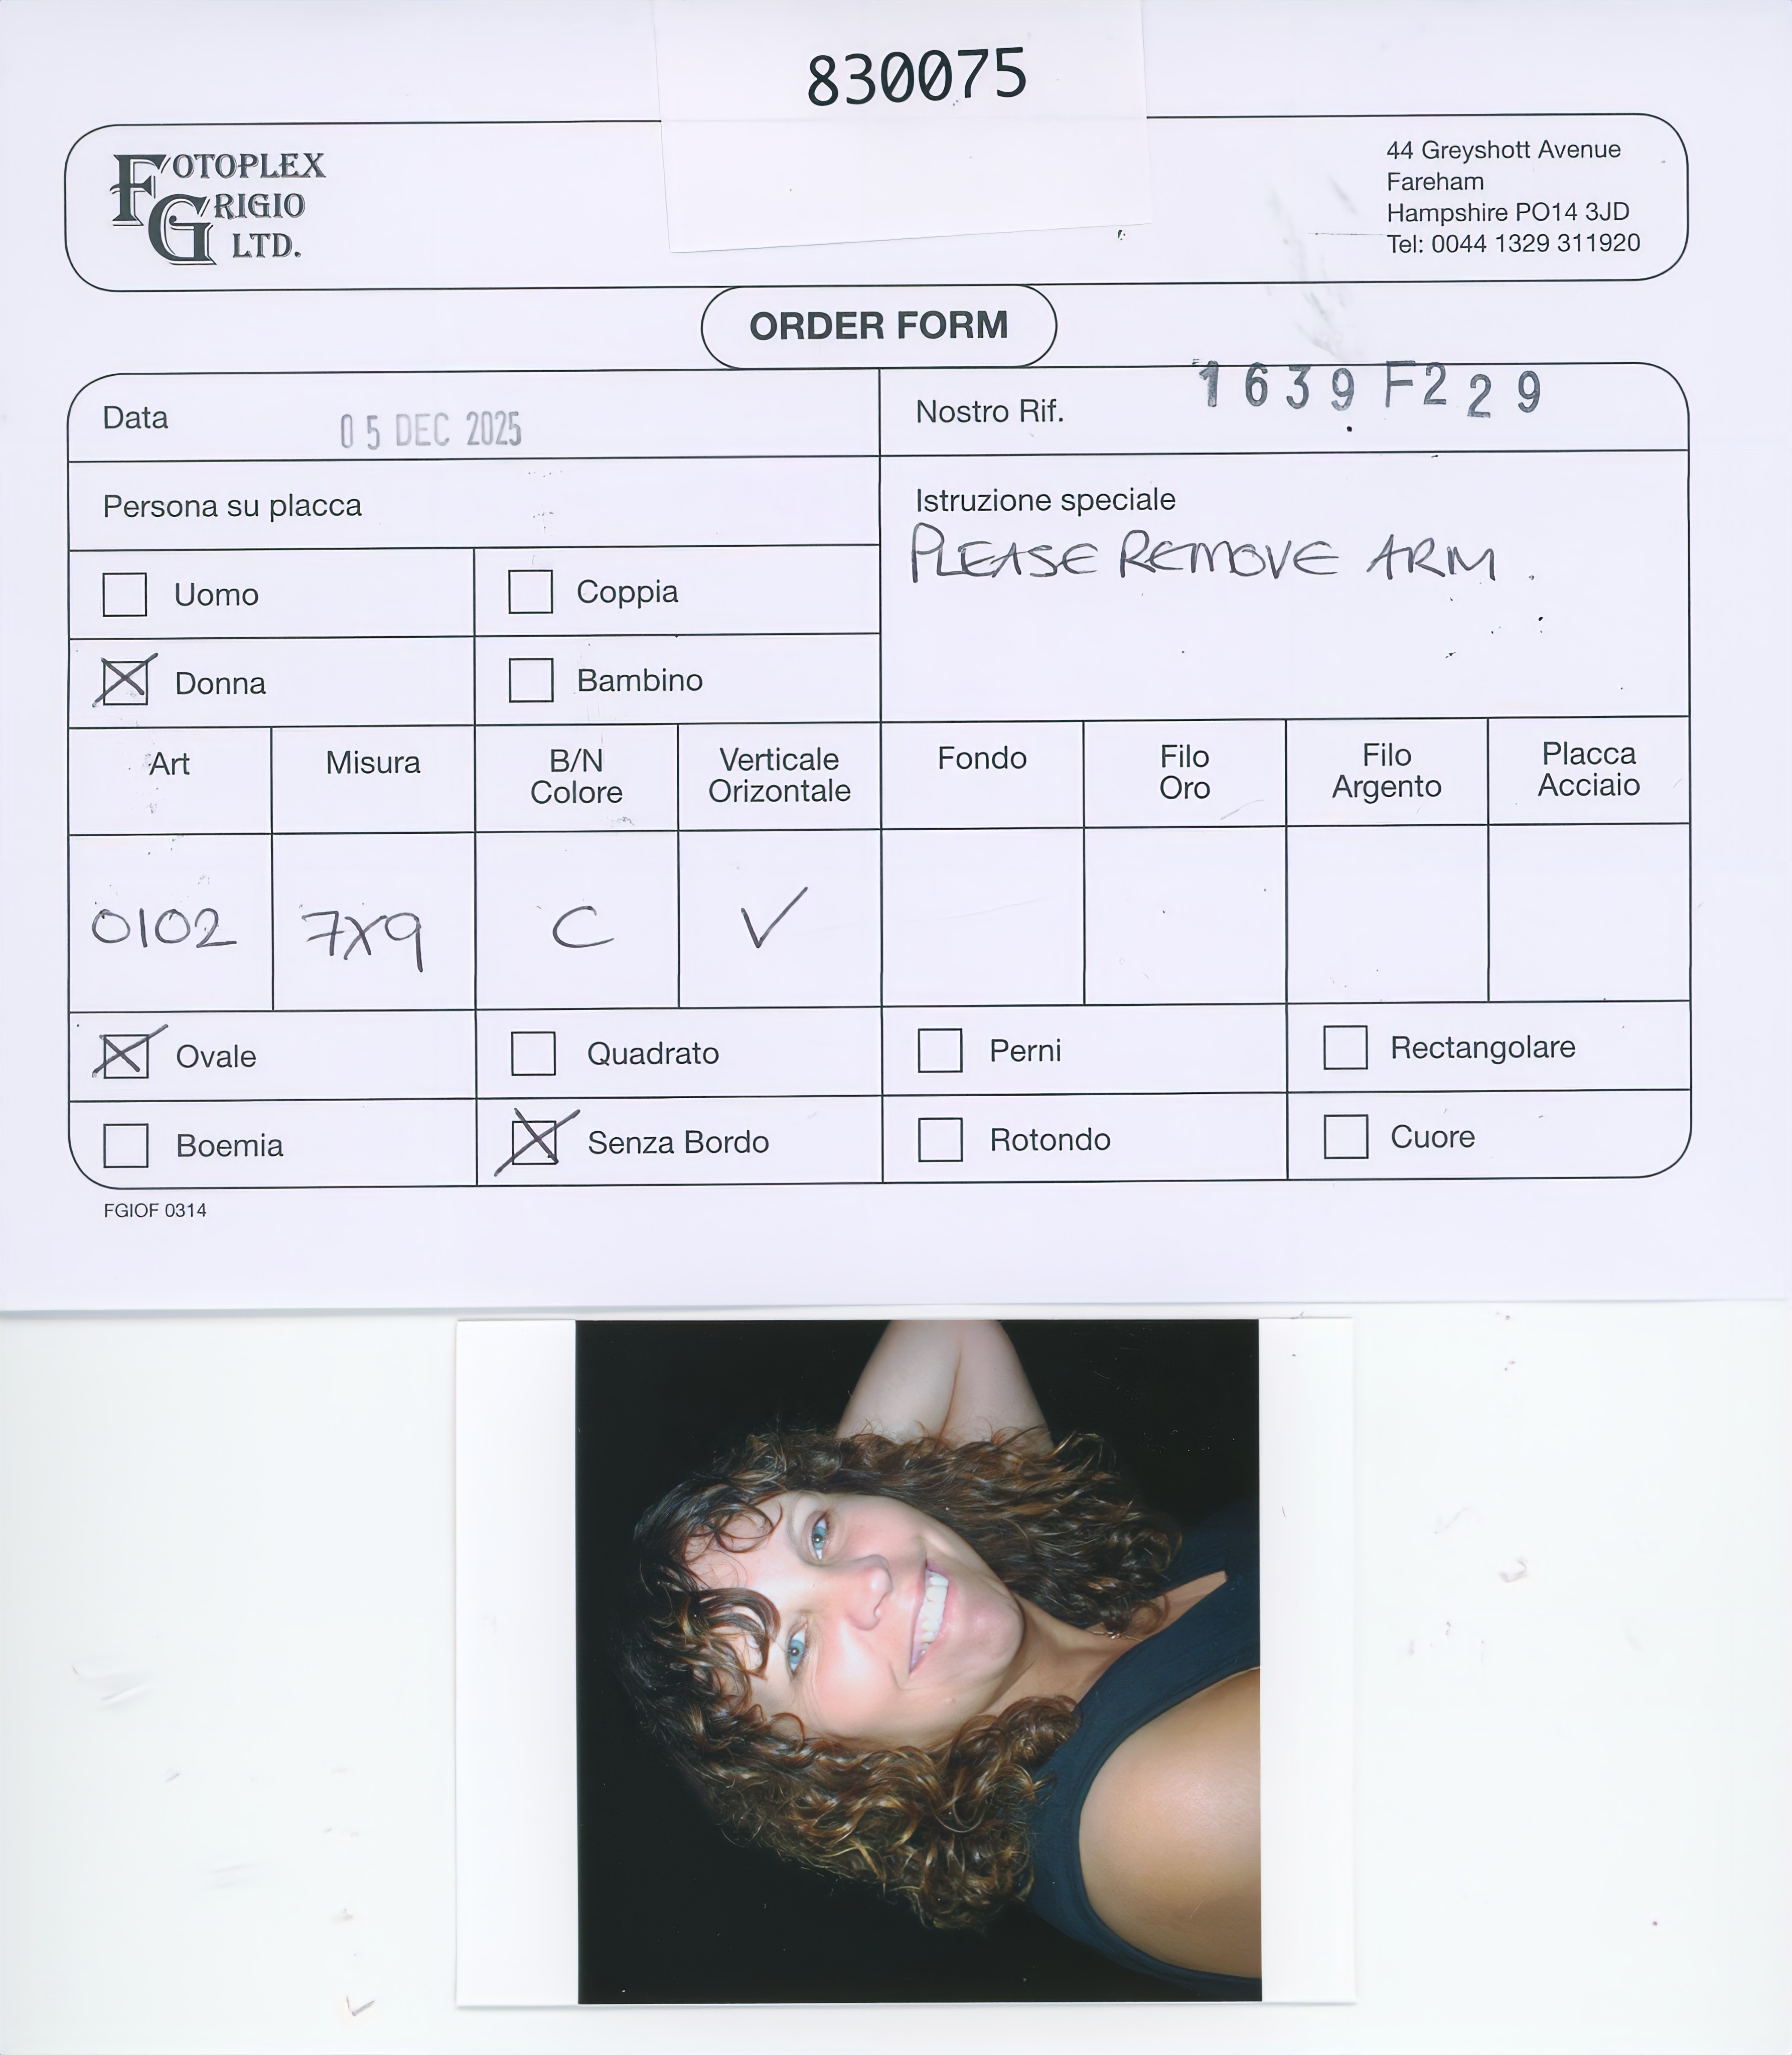 830075
FOTOPLEX
GRIGIO
LTD.
44 Greyshott Avenue
Fareham
Hampshire PO14 3JD
Tel: 0044 1329 311920
ORDER FORM
Data 05 DEC 2025
Nostro Rif. 1639 F229
Persona su placca
Istruzione speciale
PLEASE REMOVE ARM.
Uomo
Coppia
Donna
Bambino
Art
Misura
B/N
Colore
Verticale
Orizontale
Fondo
Filo
Oro
Filo
Argento
Placca
Acciaio
0102
7x9
C
V
Ovale
Quadrato
Perni
Rectangolare
Boemia
Senza Bordo
Rotondo
Cuore
FGIOF 0314